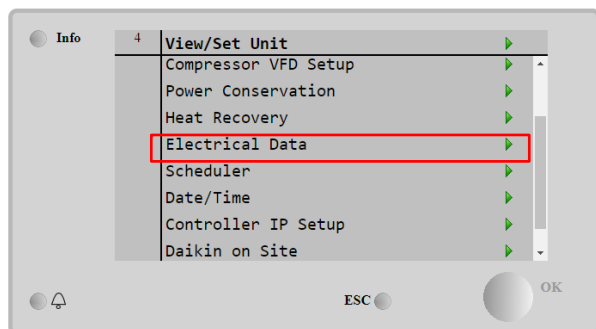 Info
4
View/Set Unit
Compressor VFD Setup
Power Conservation
Heat Recovery
Electrical Data
Scheduler
Date/Time
Controller IP Setup
Daikin on Site
ESC
OK